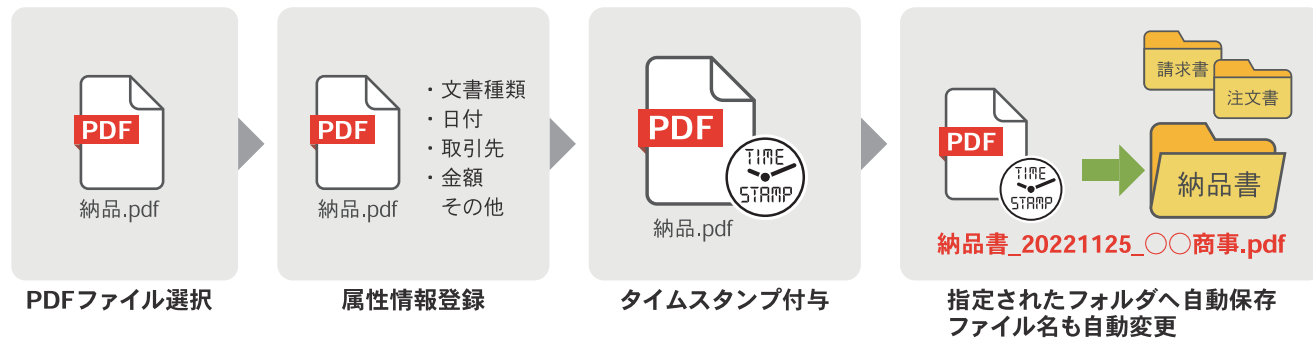 PDF
納品.pdf
PDFファイル選択
PDF
納品.pdf
・文書種類
・日付
・取引先
・金額
その他
属性情報登録
PDF
TIME
STAMP
納品.pdf
タイムスタンプ付与
請求書
注文書
PDF
TIME
STAMP
納品書
納品書_20221125_○○商事.pdf
指定されたフォルダへ自動保存
ファイル名も自動変更